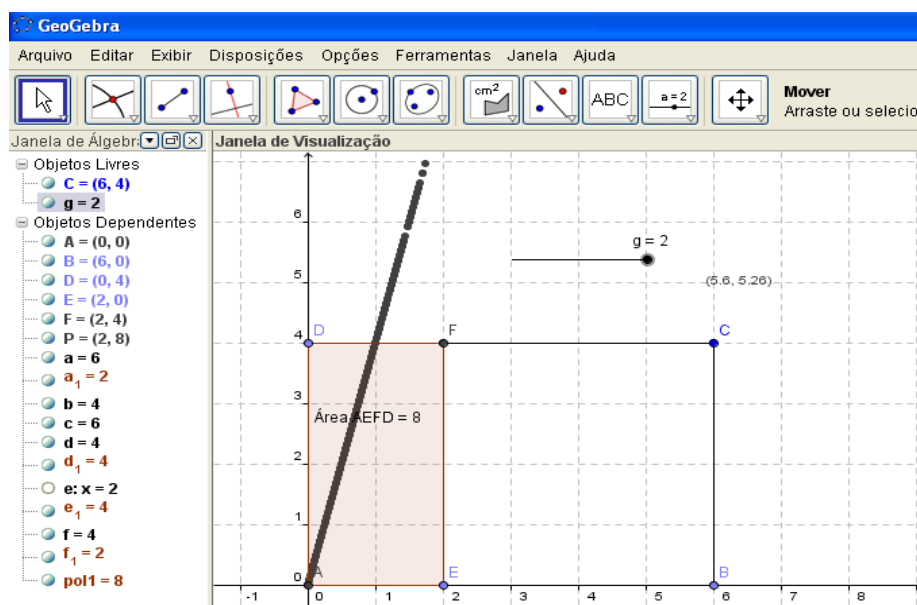 GeoGebra
Arquivo Editar Exibir Disposições Opções Ferramentas Janela Ajuda
cm² ABC a=2 Mover
Arraste ou selecio
Janela de Álgebr
Objetos Livres
C = (6, 4)
g = 2
Objetos Dependentes
A = (0, 0)
B = (6, 0)
D = (0, 4)
E = (2, 0)
F = (2, 4)
P = (2, 8)
a = 6
a₁ = 2
b = 4
c = 6
d = 4
d₁ = 4
e: x = 2
e₁ = 4
f = 4
f₁ = 2
pol1 = 8
Janela de Visualização
6
g = 2
5
(5.6, 5.26)
4
D F C
3
Área AEFD = 8
2
1
0
A E B
-1 0 1 2 3 4 5 6 7 8